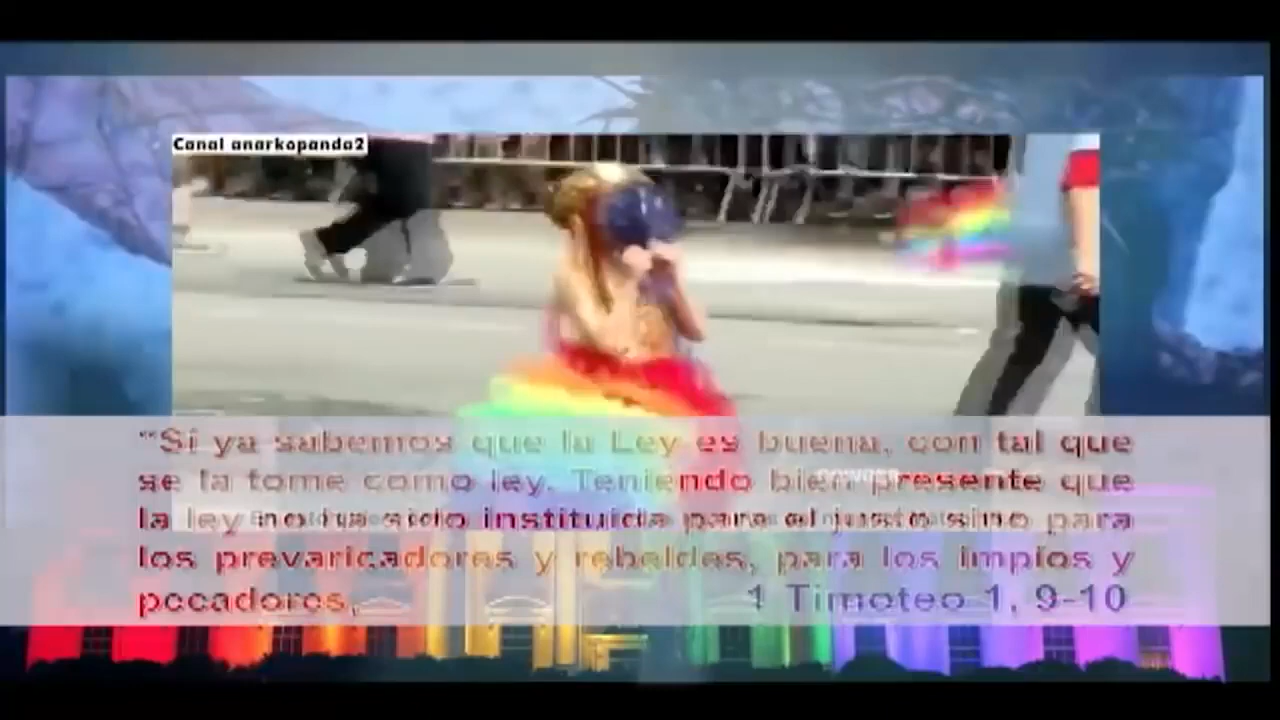 Canal anarkopanda2
“Si ya sabemos que la Ley es buena, con tal que
se la tome como ley. Teniendo bien presente que
la ley no ha sido instituida para el justo sino para
los prevaricadores y rebeldes, para los impíos y
pecadores, 1 Timoteo 1, 9-10